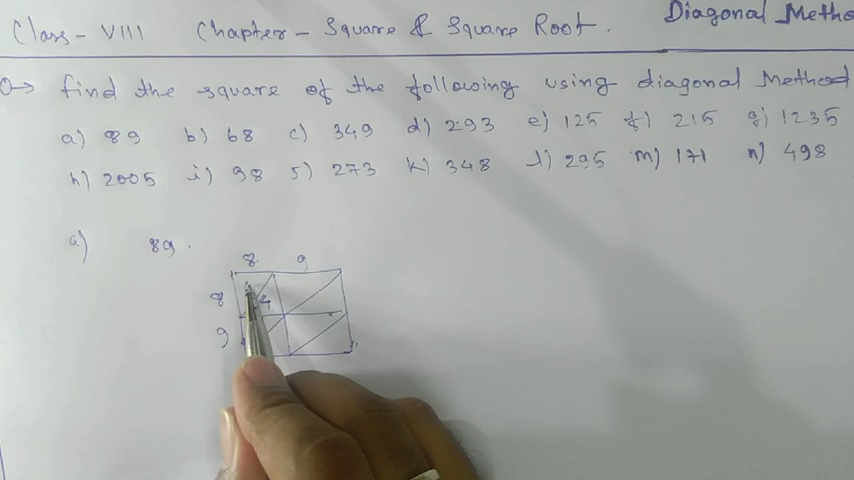 Class - VIII Chapter - Square & Square Root. Diagonal Metho
Q→ find the square of the following using diagonal Method
a) 89 b) 68 c) 349 d) 293 e) 125 f) 215 g) 1235
h) 2005 i) 98 j) 273 k) 348 l) 295 m) 171 n) 498
a) 89.
8 9
8 4
9